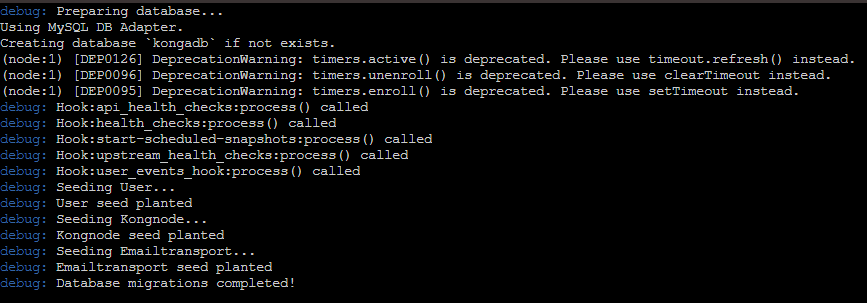 debug: Preparing database...
Using MySQL DB Adapter.
Creating database `kongadb` if not exists.
(node:1) [DEP0126] DeprecationWarning: timers.active() is deprecated. Please use timeout.refresh() instead.
(node:1) [DEP0096] DeprecationWarning: timers.unenroll() is deprecated. Please use clearTimeout instead.
(node:1) [DEP0095] DeprecationWarning: timers.enroll() is deprecated. Please use setTimeout instead.
debug: Hook:api_health_checks:process() called
debug: Hook:health_checks:process() called
debug: Hook:start-scheduled-snapshots:process() called
debug: Hook:upstream_health_checks:process() called
debug: Hook:user_events_hook:process() called
debug: Seeding User...
debug: User seed planted
debug: Seeding Kongnode...
debug: Kongnode seed planted
debug: Seeding Emailtransport...
debug: Emailtransport seed planted
debug: Database migrations completed!